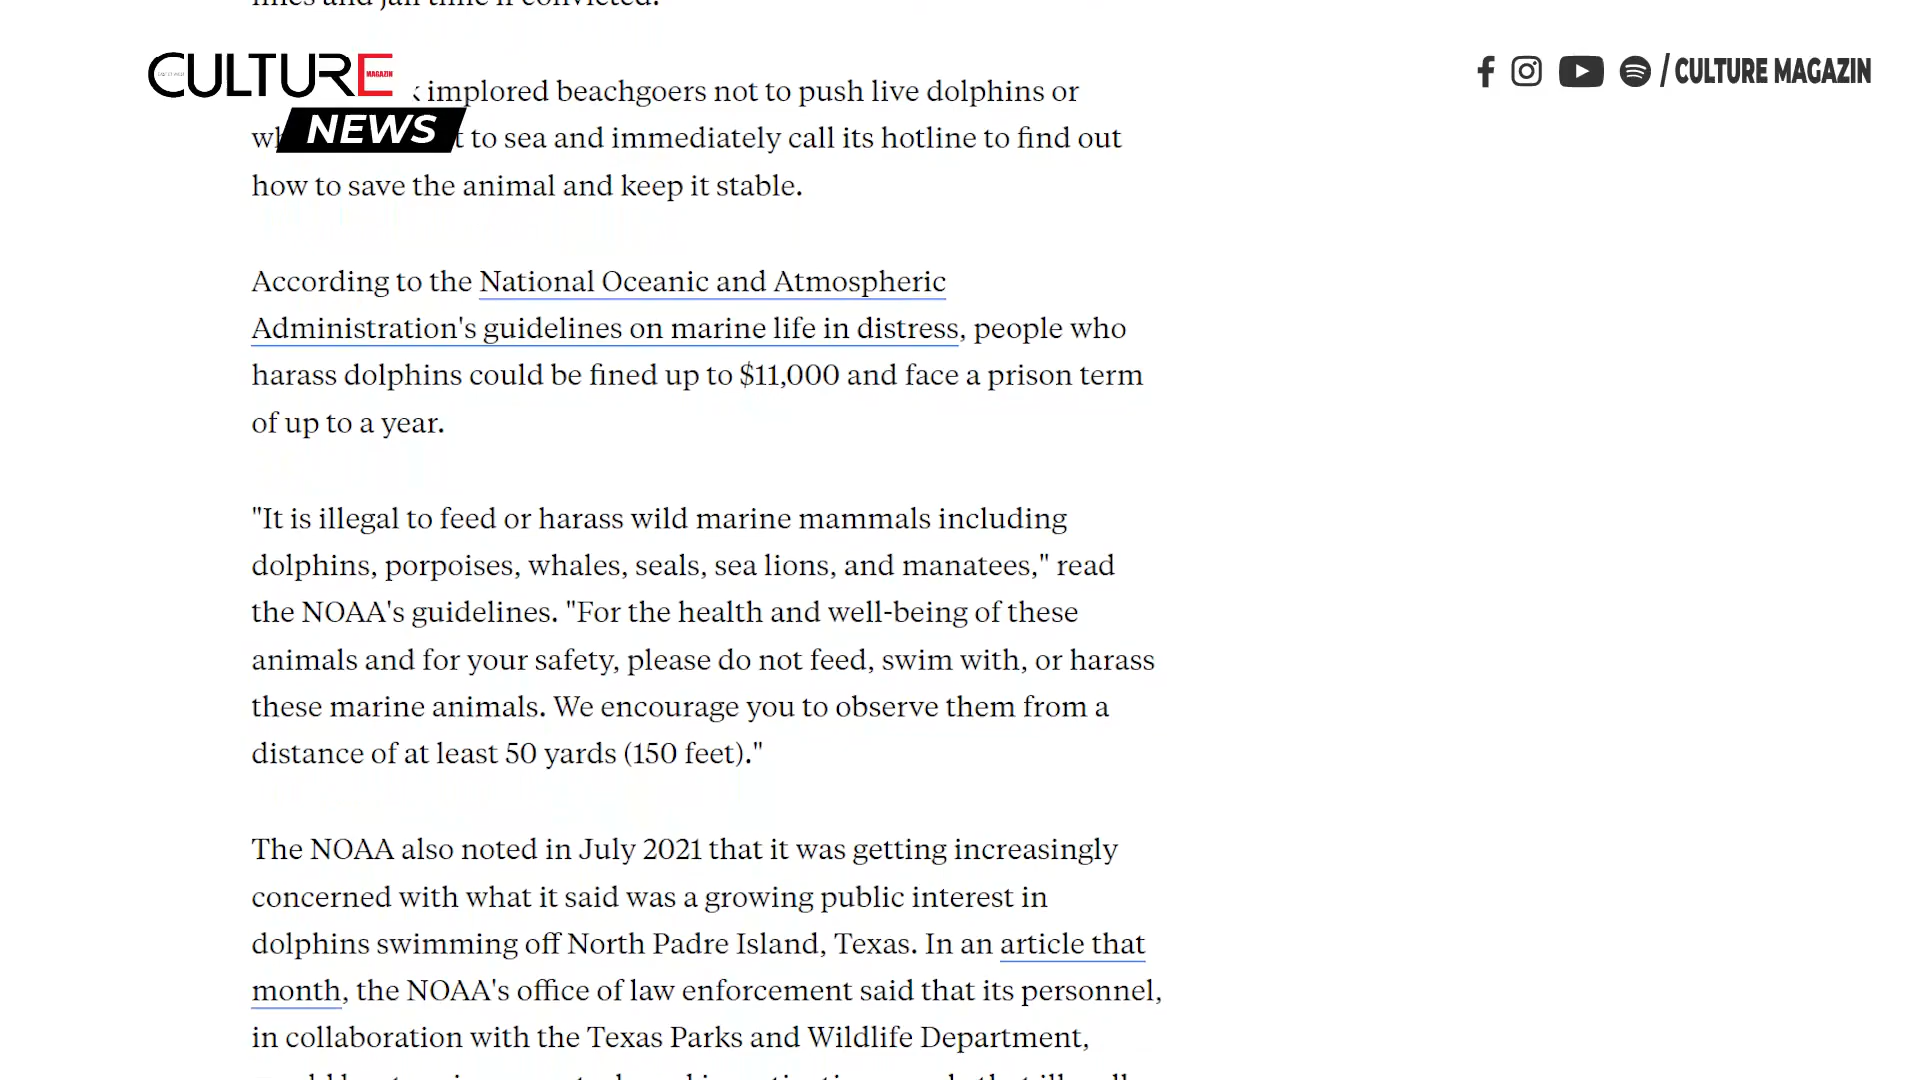 CULTURE
MAGAZIN
NEWS
/ CULTURE MAGAZIN
implored beachgoers not to push live dolphins or
to sea and immediately call its hotline to find out
how to save the animal and keep it stable.
According to the National Oceanic and Atmospheric
Administration's guidelines on marine life in distress, people who
harass dolphins could be fined up to $11,000 and face a prison term
of up to a year.
"It is illegal to feed or harass wild marine mammals including
dolphins, porpoises, whales, seals, sea lions, and manatees," read
the NOAA's guidelines. "For the health and well-being of these
animals and for your safety, please do not feed, swim with, or harass
these marine animals. We encourage you to observe them from a
distance of at least 50 yards (150 feet)."
The NOAA also noted in July 2021 that it was getting increasingly
concerned with what it said was a growing public interest in
dolphins swimming off North Padre Island, Texas. In an article that
month, the NOAA's office of law enforcement said that its personnel,
in collaboration with the Texas Parks and Wildlife Department,